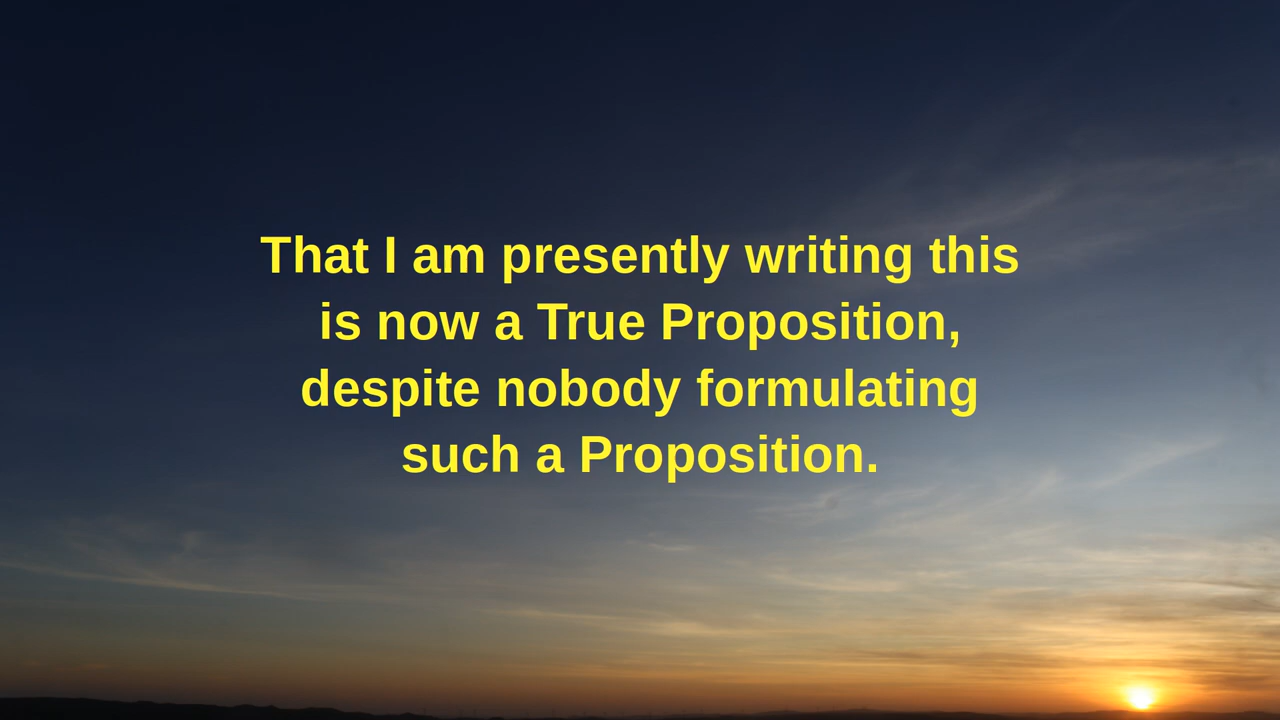 That I am presently writing this
is now a True Proposition,
despite nobody formulating
such a Proposition.